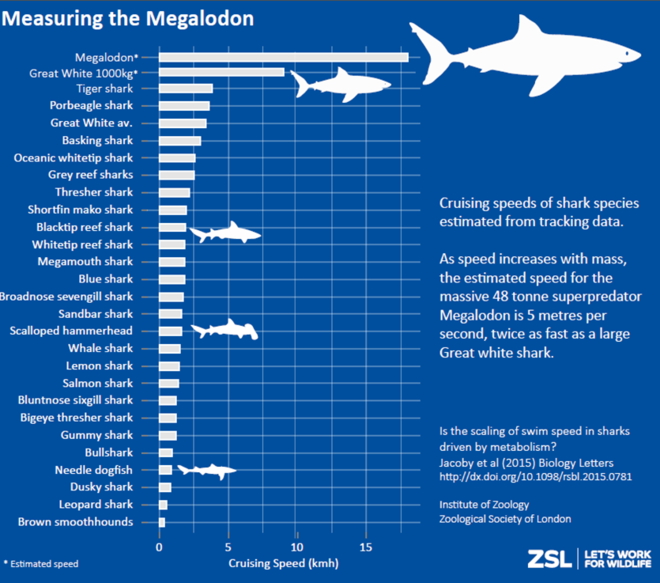 Measuring the Megalodon
Megalodon*
Great White 1000kg*
Tiger shark
Porbeagle shark
Great White av.
Basking shark
Oceanic whitetip shark
Grey reef sharks
Thresher shark
Shortfin mako shark
Blacktip reef shark
Whitetip reef shark
Megamouth shark
Blue shark
Broadnose sevengill shark
Sandbar shark
Scalloped hammerhead
Whale shark
Lemon shark
Salmon shark
Bluntnose sixgill shark
Bigeye thresher shark
Gummy shark
Bullshark
Needle dogfish
Dusky shark
Leopard shark
Brown smoothhounds
0 5 10 15
Cruising Speed (kmh)
* Estimated speed
Cruising speeds of shark species
estimated from tracking data.
As speed increases with mass,
the estimated speed for the
massive 48 tonne superpredator
Megalodon is 5 metres per
second, twice as fast as a large
Great white shark.
Is the scaling of swim speed in sharks
driven by metabolism?
Jacoby et al (2015) Biology Letters
http://dx.doi.org/10.1098/rsbl.2015.0781
Institute of Zoology
Zoological Society of London
ZSL
LET'S WORK
FOR WILDLIFE